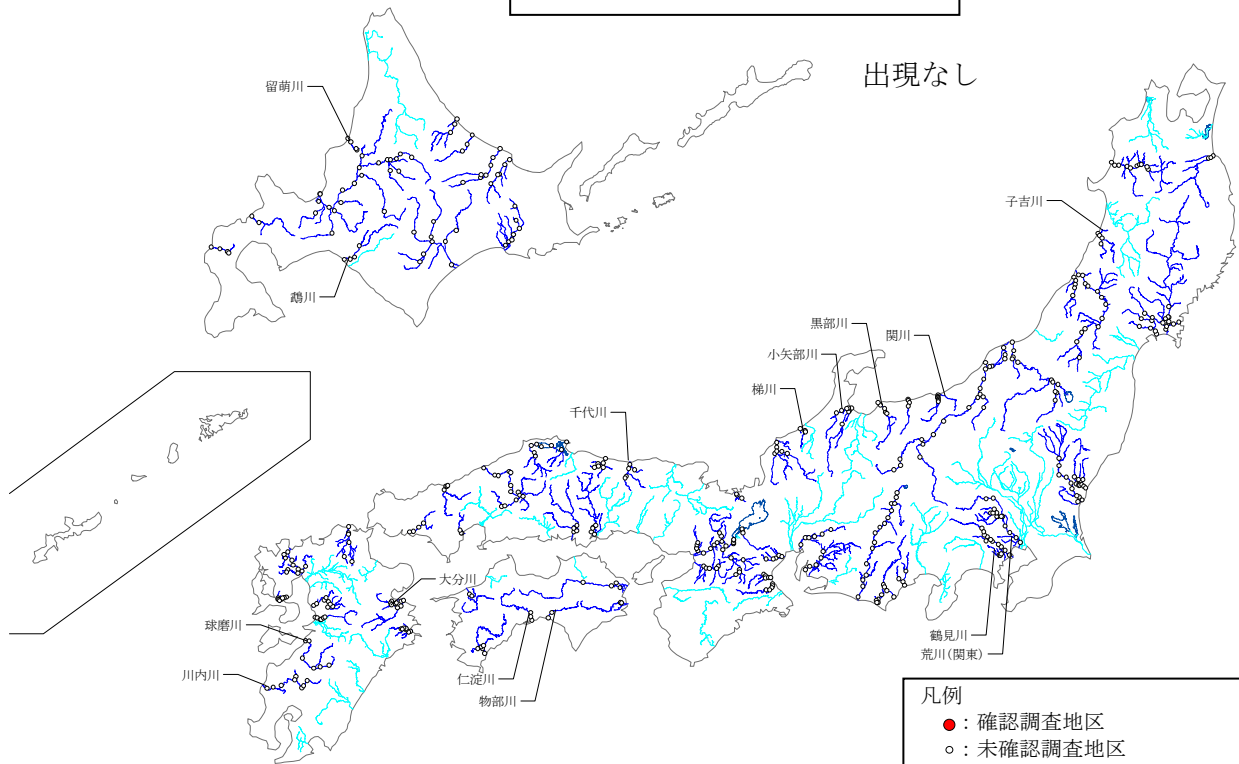 出現なし
留萌川
子吉川
鵡川
黒部川
関川
小矢部川
梯川
千代川
大分川
球磨川
鶴見川
荒川(関東)
川内川
仁淀川
物部川
凡例
●:確認調査地区
○:未確認調査地区